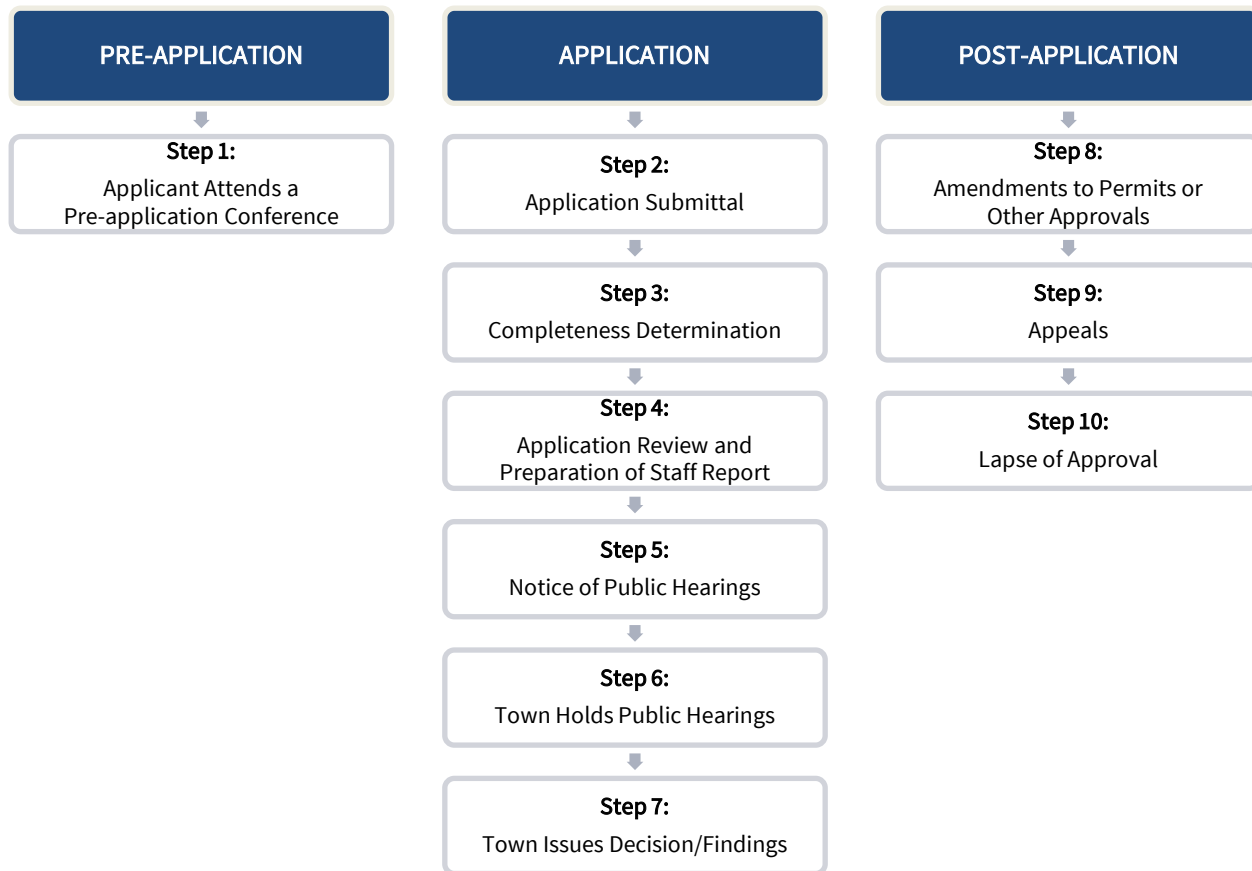 PRE-APPLICATION
Step 1:
Applicant Attends a
Pre-application Conference
APPLICATION
Step 2:
Application Submittal
Step 3:
Completeness Determination
Step 4:
Application Review and
Preparation of Staff Report
Step 5:
Notice of Public Hearings
Step 6:
Town Holds Public Hearings
Step 7:
Town Issues Decision/Findings
POST-APPLICATION
Step 8:
Amendments to Permits or
Other Approvals
Step 9:
Appeals
Step 10:
Lapse of Approval